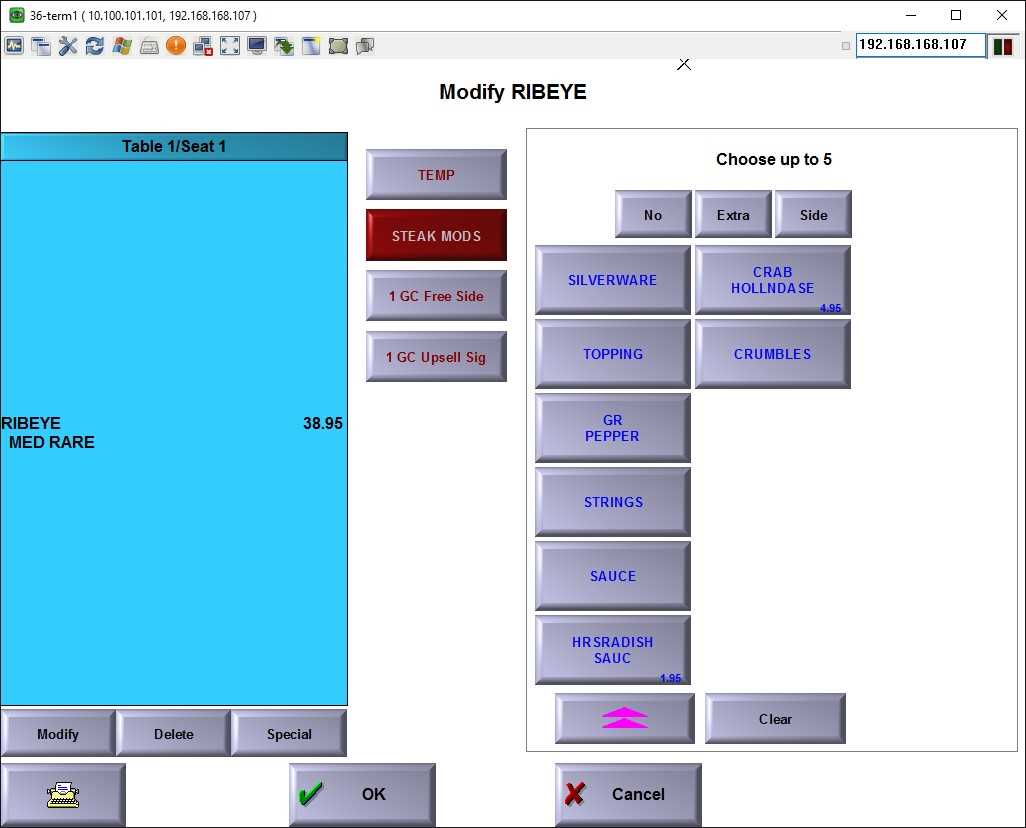 36-term1 ( 10.100.101.101, 192.168.168.107 )
192.168.168.107
Modify RIBEYE
Table 1/Seat 1
RIBEYE 38.95
MED RARE
TEMP
STEAK MODS
1 GC Free Side
1 GC Upsell Sig
Choose up to 5
No Extra Side
SILVERWARE
CRAB
HOLLNDASE
4.95
TOPPING
CRUMBLES
GR
PEPPER
STRINGS
SAUCE
HRSRADISH
SAUC
1.95
Clear
Modify Delete Special
OK
Cancel